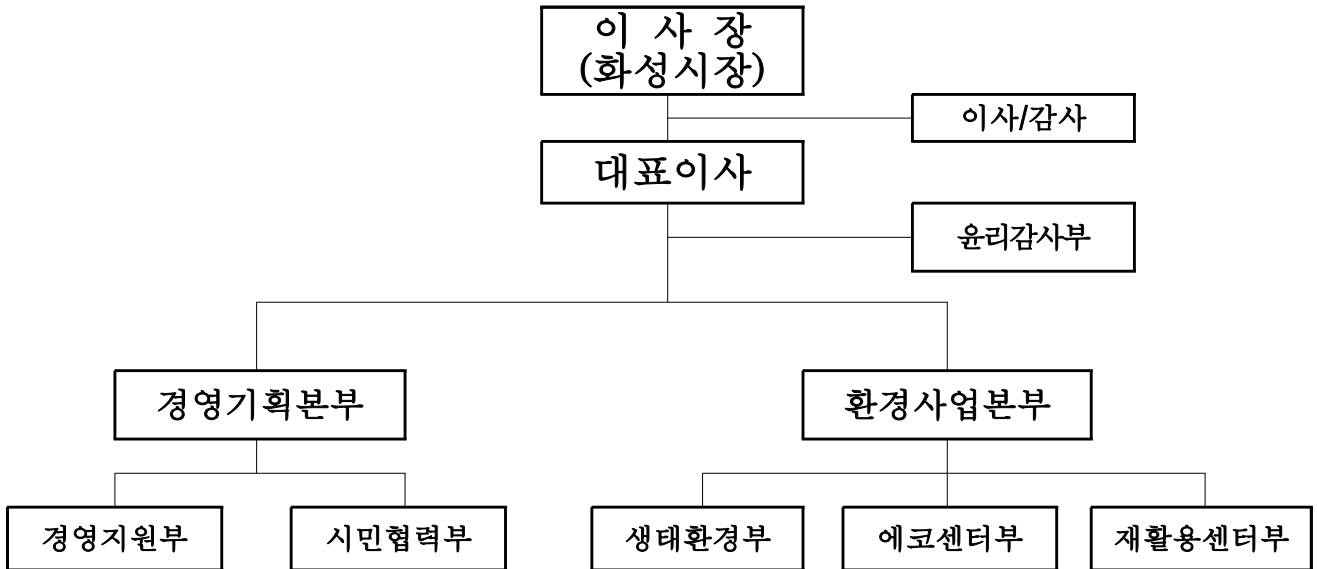 이 사 장
(화성시장)
이사/감사
대표이사
윤리감사부
경영기획본부
환경사업본부
경영지원부
시민협력부
생태환경부
에코센터부
재활용센터부